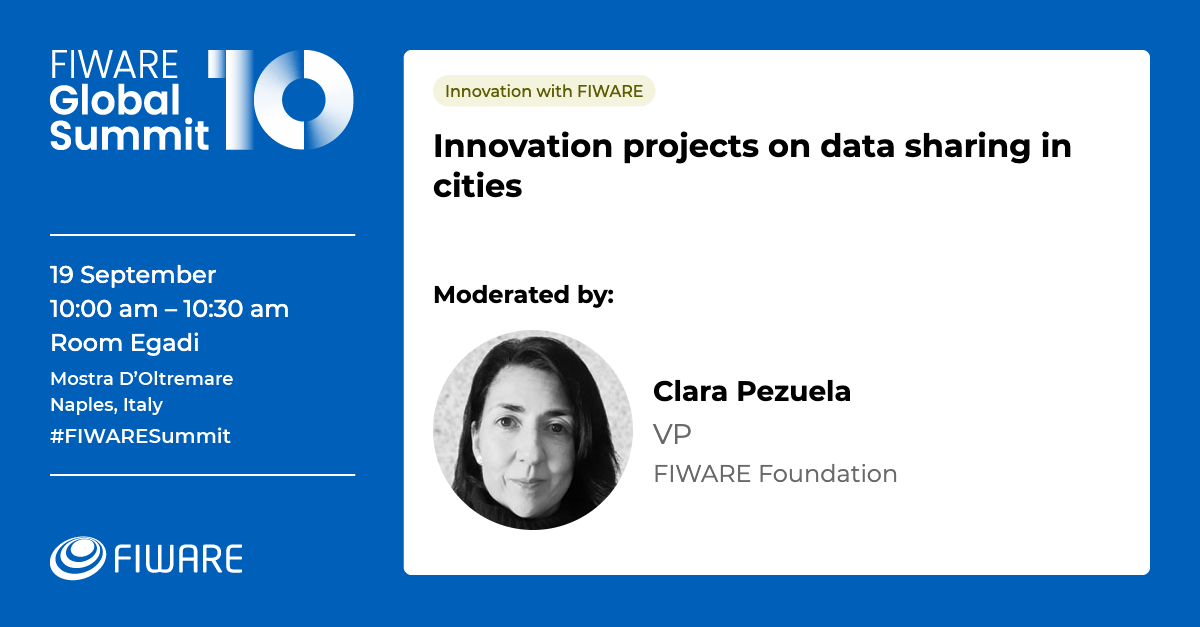 FIWARE
Global
Summit
10
19 September
10:00 am – 10:30 am
Room Egadi
Mostra D’Oltremare
Naples, Italy
#FIWARESummit
FIWARE
Innovation with FIWARE
Innovation projects on data sharing in
cities
Moderated by:
Clara Pezuela
VP
FIWARE Foundation